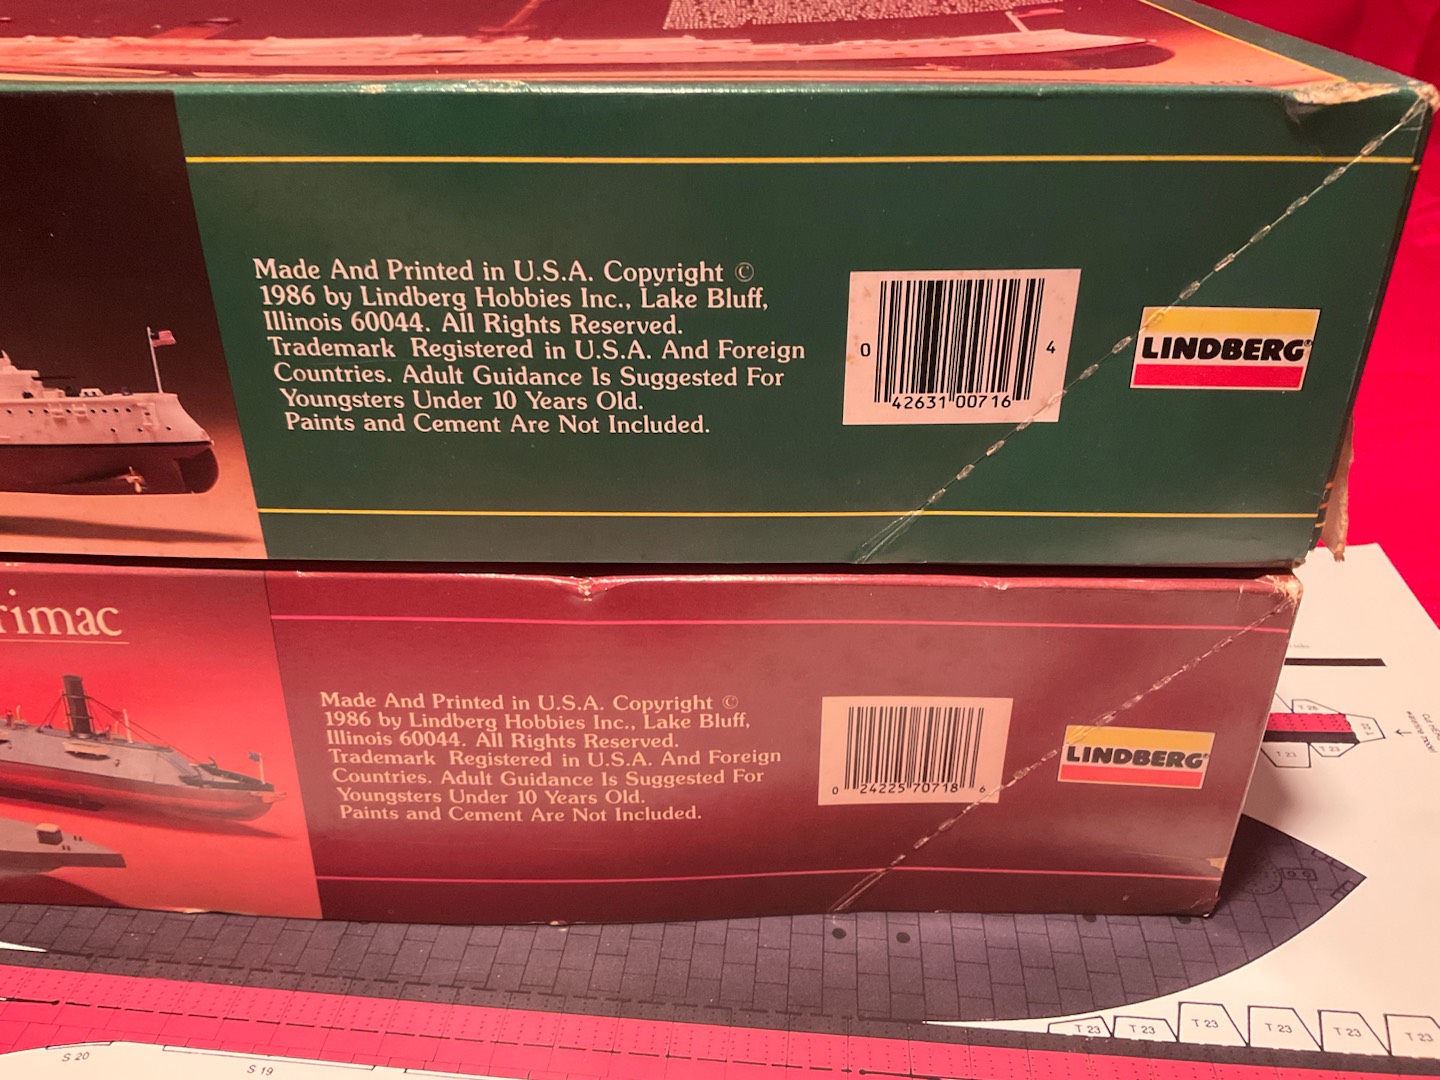 Made And Printed in U.S.A. Copyright ©
1986 by Lindberg Hobbies Inc., Lake Bluff,
Illinois 60044. All Rights Reserved.
Trademark Registered in U.S.A. And Foreign
Countries. Adult Guidance Is Suggested For
Youngsters Under 10 Years Old.
Paints and Cement Are Not Included.
0 42631 00716 4
LINDBERG®
rimac
Made And Printed in U.S.A. Copyright ©
1986 by Lindberg Hobbies Inc., Lake Bluff,
Illinois 60044. All Rights Reserved.
Trademark Registered in U.S.A. And Foreign
Countries. Adult Guidance Is Suggested For
Youngsters Under 10 Years Old.
Paints and Cement Are Not Included.
0 24225 70718 6
LINDBERG®
T 23
T 23
T 23 T 23 T 23 T 23 T 23 T 23
S 20
S 19